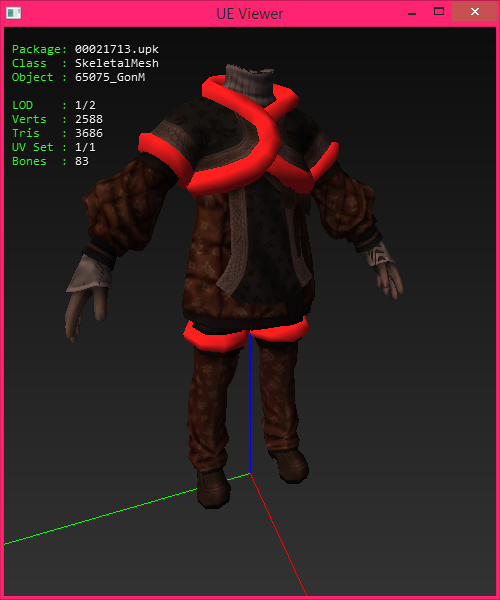 UE Viewer
Package: 00021713.upk
Class : SkeletalMesh
Object : 65075_GonM
LOD : 1/2
Verts : 2588
Tris : 3686
UV Set : 1/1
Bones : 83